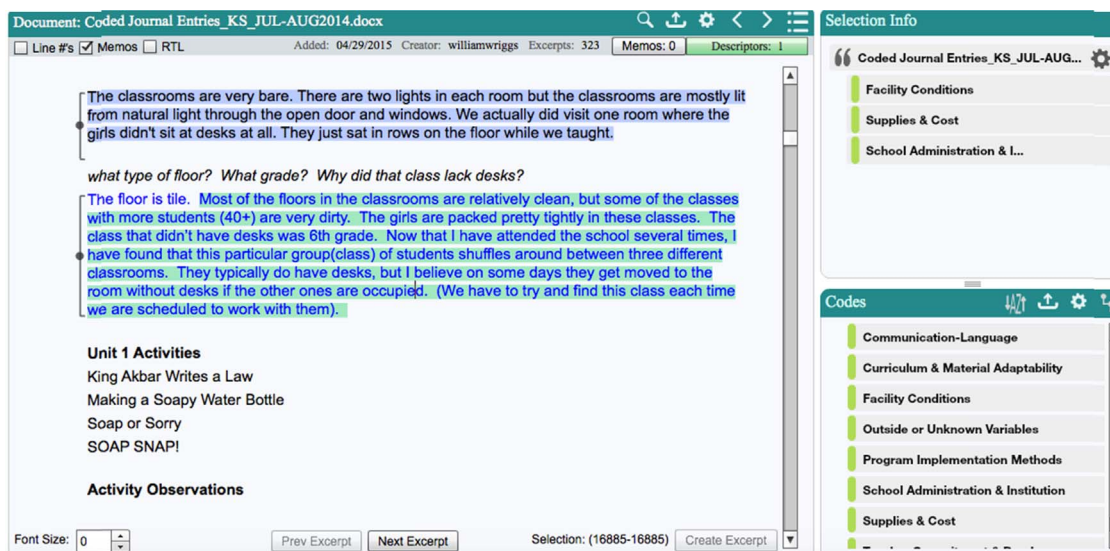 Document: Coded Journal Entries_KS_JUL-AUG2014.docx
Line #'s Memos RTL Added: 04/29/2015 Creator: williamwriggs Excerpts: 323 Memos: 0 Descriptors: 1
The classrooms are very bare. There are two lights in each room but the classrooms are mostly lit
from natural light through the open door and windows. We actually did visit one room where the
girls didn't sit at desks at all. They just sat in rows on the floor while we taught.
what type of floor? What grade? Why did that class lack desks?
The floor is tile. Most of the floors in the classrooms are relatively clean, but some of the classes
with more students (40+) are very dirty. The girls are packed pretty tightly in these classes. The
class that didn't have desks was 6th grade. Now that I have attended the school several times, I
have found that this particular group(class) of students shuffles around between three different
classrooms. They typically do have desks, but I believe on some days they get moved to the
room without desks if the other ones are occupied. (We have to try and find this class each time
we are scheduled to work with them).
Unit 1 Activities
King Akbar Writes a Law
Making a Soapy Water Bottle
Soap or Sorry
SOAP SNAP!
Activity Observations
Font Size: 0 Prev Excerpt Next Excerpt Selection: (16885-16885) Create Excerpt
Selection Info
Coded Journal Entries_KS_JUL-AUG...
Facility Conditions
Supplies & Cost
School Administration & I...
Codes
Communication-Language
Curriculum & Material Adaptability
Facility Conditions
Outside or Unknown Variables
Program Implementation Methods
School Administration & Institution
Supplies & Cost